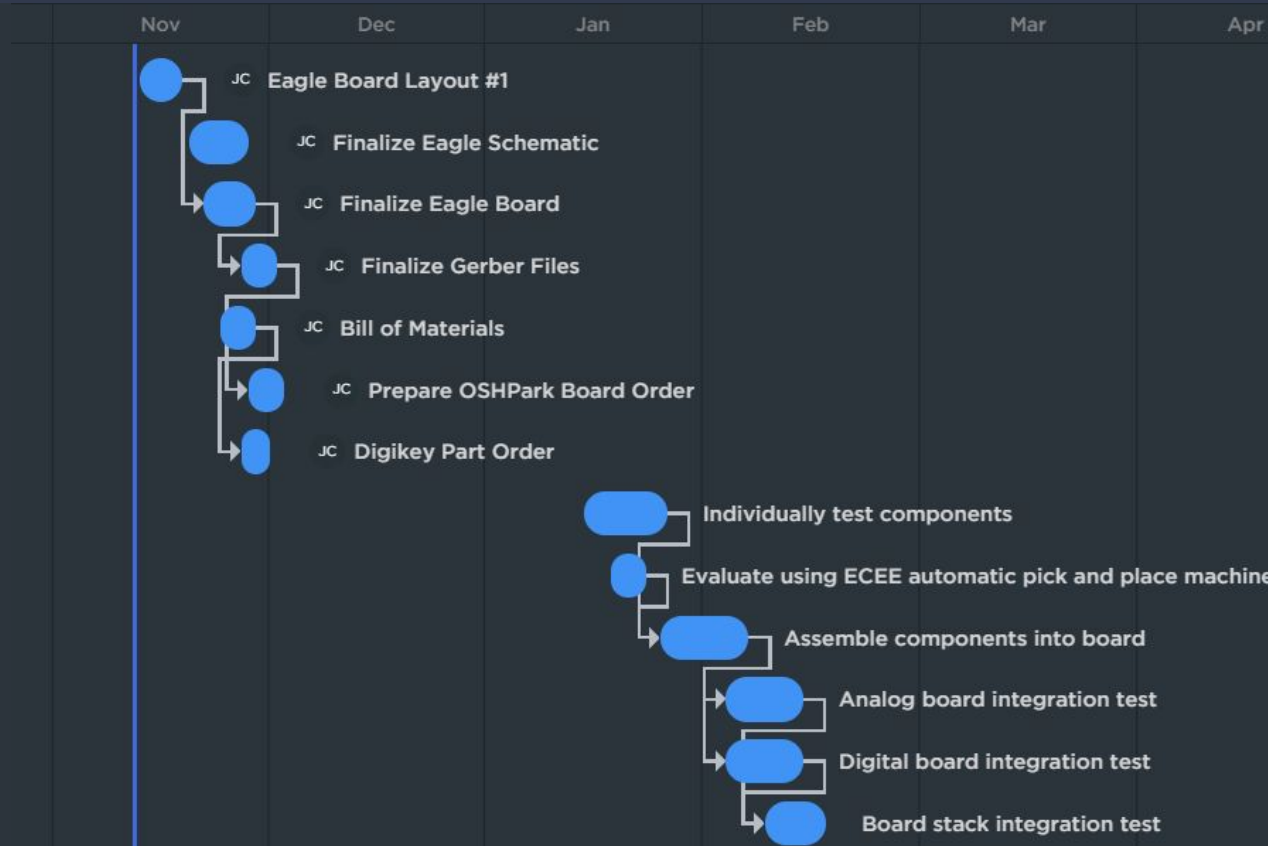 Nov Dec Jan Feb Mar Apr
JC Eagle Board Layout #1
JC Finalize Eagle Schematic
JC Finalize Eagle Board
JC Finalize Gerber Files
JC Bill of Materials
JC Prepare OSHPark Board Order
JC Digikey Part Order
Individually test components
Evaluate using ECEE automatic pick and place machine
Assemble components into board
Analog board integration test
Digital board integration test
Board stack integration test